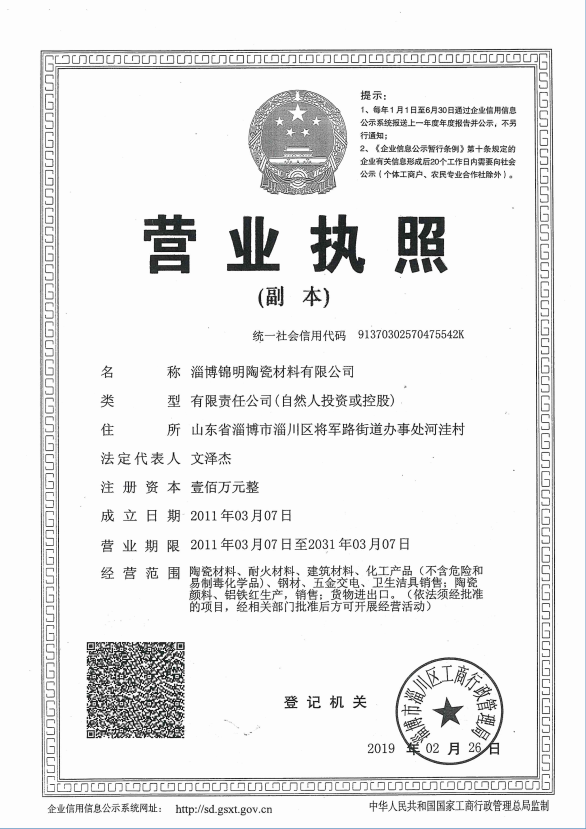 提示：
1、每年1月1日至6月30日通过企业信用信息
公示系统报送上一年度年度报告并公示，不另
行通知；
2、《企业信息公示暂行条例》第十条规定的
企业有关信息形成后20个工作日内需要向社会
公示（个体工商户、农民专业合作社除外）。
营业执照
(副 本)
统一社会信用代码 91370302570475542K
名 称 淄博锦明陶瓷材料有限公司
类 型 有限责任公司(自然人投资或控股)
住 所 山东省淄博市淄川区将军路街道办事处河洼村
法定代表人 文泽杰
注册资本 壹佰万元整
成立日期 2011年03月07日
营业期限 2011年03月07日至2031年03月07日
经营范围 陶瓷材料、耐火材料、建筑材料、化工产品（不含危险和
易制毒化学品）、钢材、五金交电、卫生洁具销售；陶瓷
颜料、铝铁红生产，销售；货物进出口。（依法须经批准
的项目，经相关部门批准后方可开展经营活动）
登记机关
淄博市淄川区工商行政管理局
2019 年 02 月 26 日
企业信用信息公示系统网址： http://sd.gsxt.gov.cn
中华人民共和国国家工商行政管理总局监制